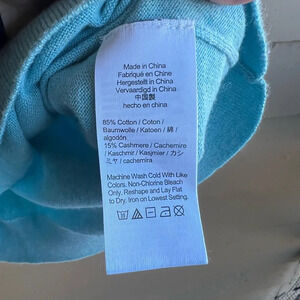 Made in China
Fabriqué en Chine
Hergestellt in China
Vervaardigd in China
中国製
hecho en china
85% Cotton / Coton /
Baumwolle / Katoen / 綿 /
algodón
15% Cashmere / Cachemire
/ Kaschmir / Kasjmier / カシ
ミヤ / cachemira
Machine Wash Cold With Like
Colors. Non-Chlorine Bleach
Only. Reshape and Lay Flat
to Dry. Iron on Lowest Setting.